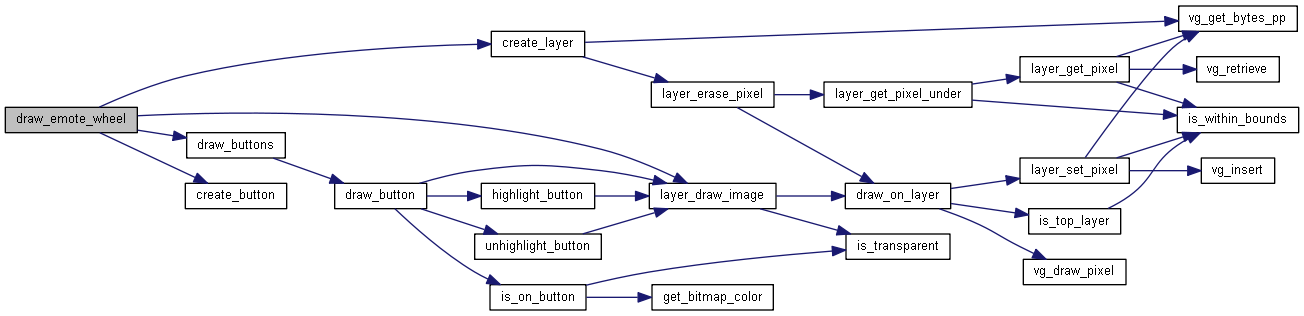 draw_emote_wheel
create_layer
draw_buttons
create_button
draw_button
highlight_button
unhighlight_button
is_on_button
layer_erase_pixel
layer_draw_image
get_bitmap_color
layer_get_pixel_under
draw_on_layer
is_transparent
layer_get_pixel
layer_set_pixel
is_top_layer
vg_draw_pixel
vg_get_bytes_pp
vg_retrieve
is_within_bounds
vg_insert